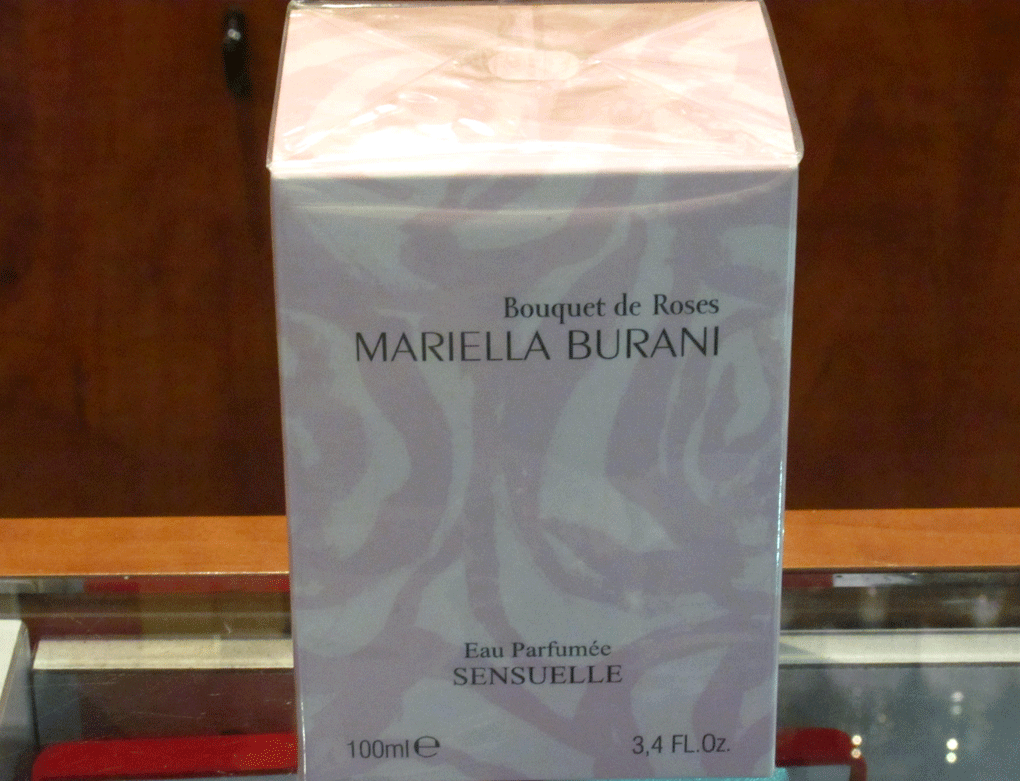 Bouquet de Roses
MARIELLA BURANI
Eau Parfumée
SENSUELLE
100ml℮ 3,4 FL.Oz.